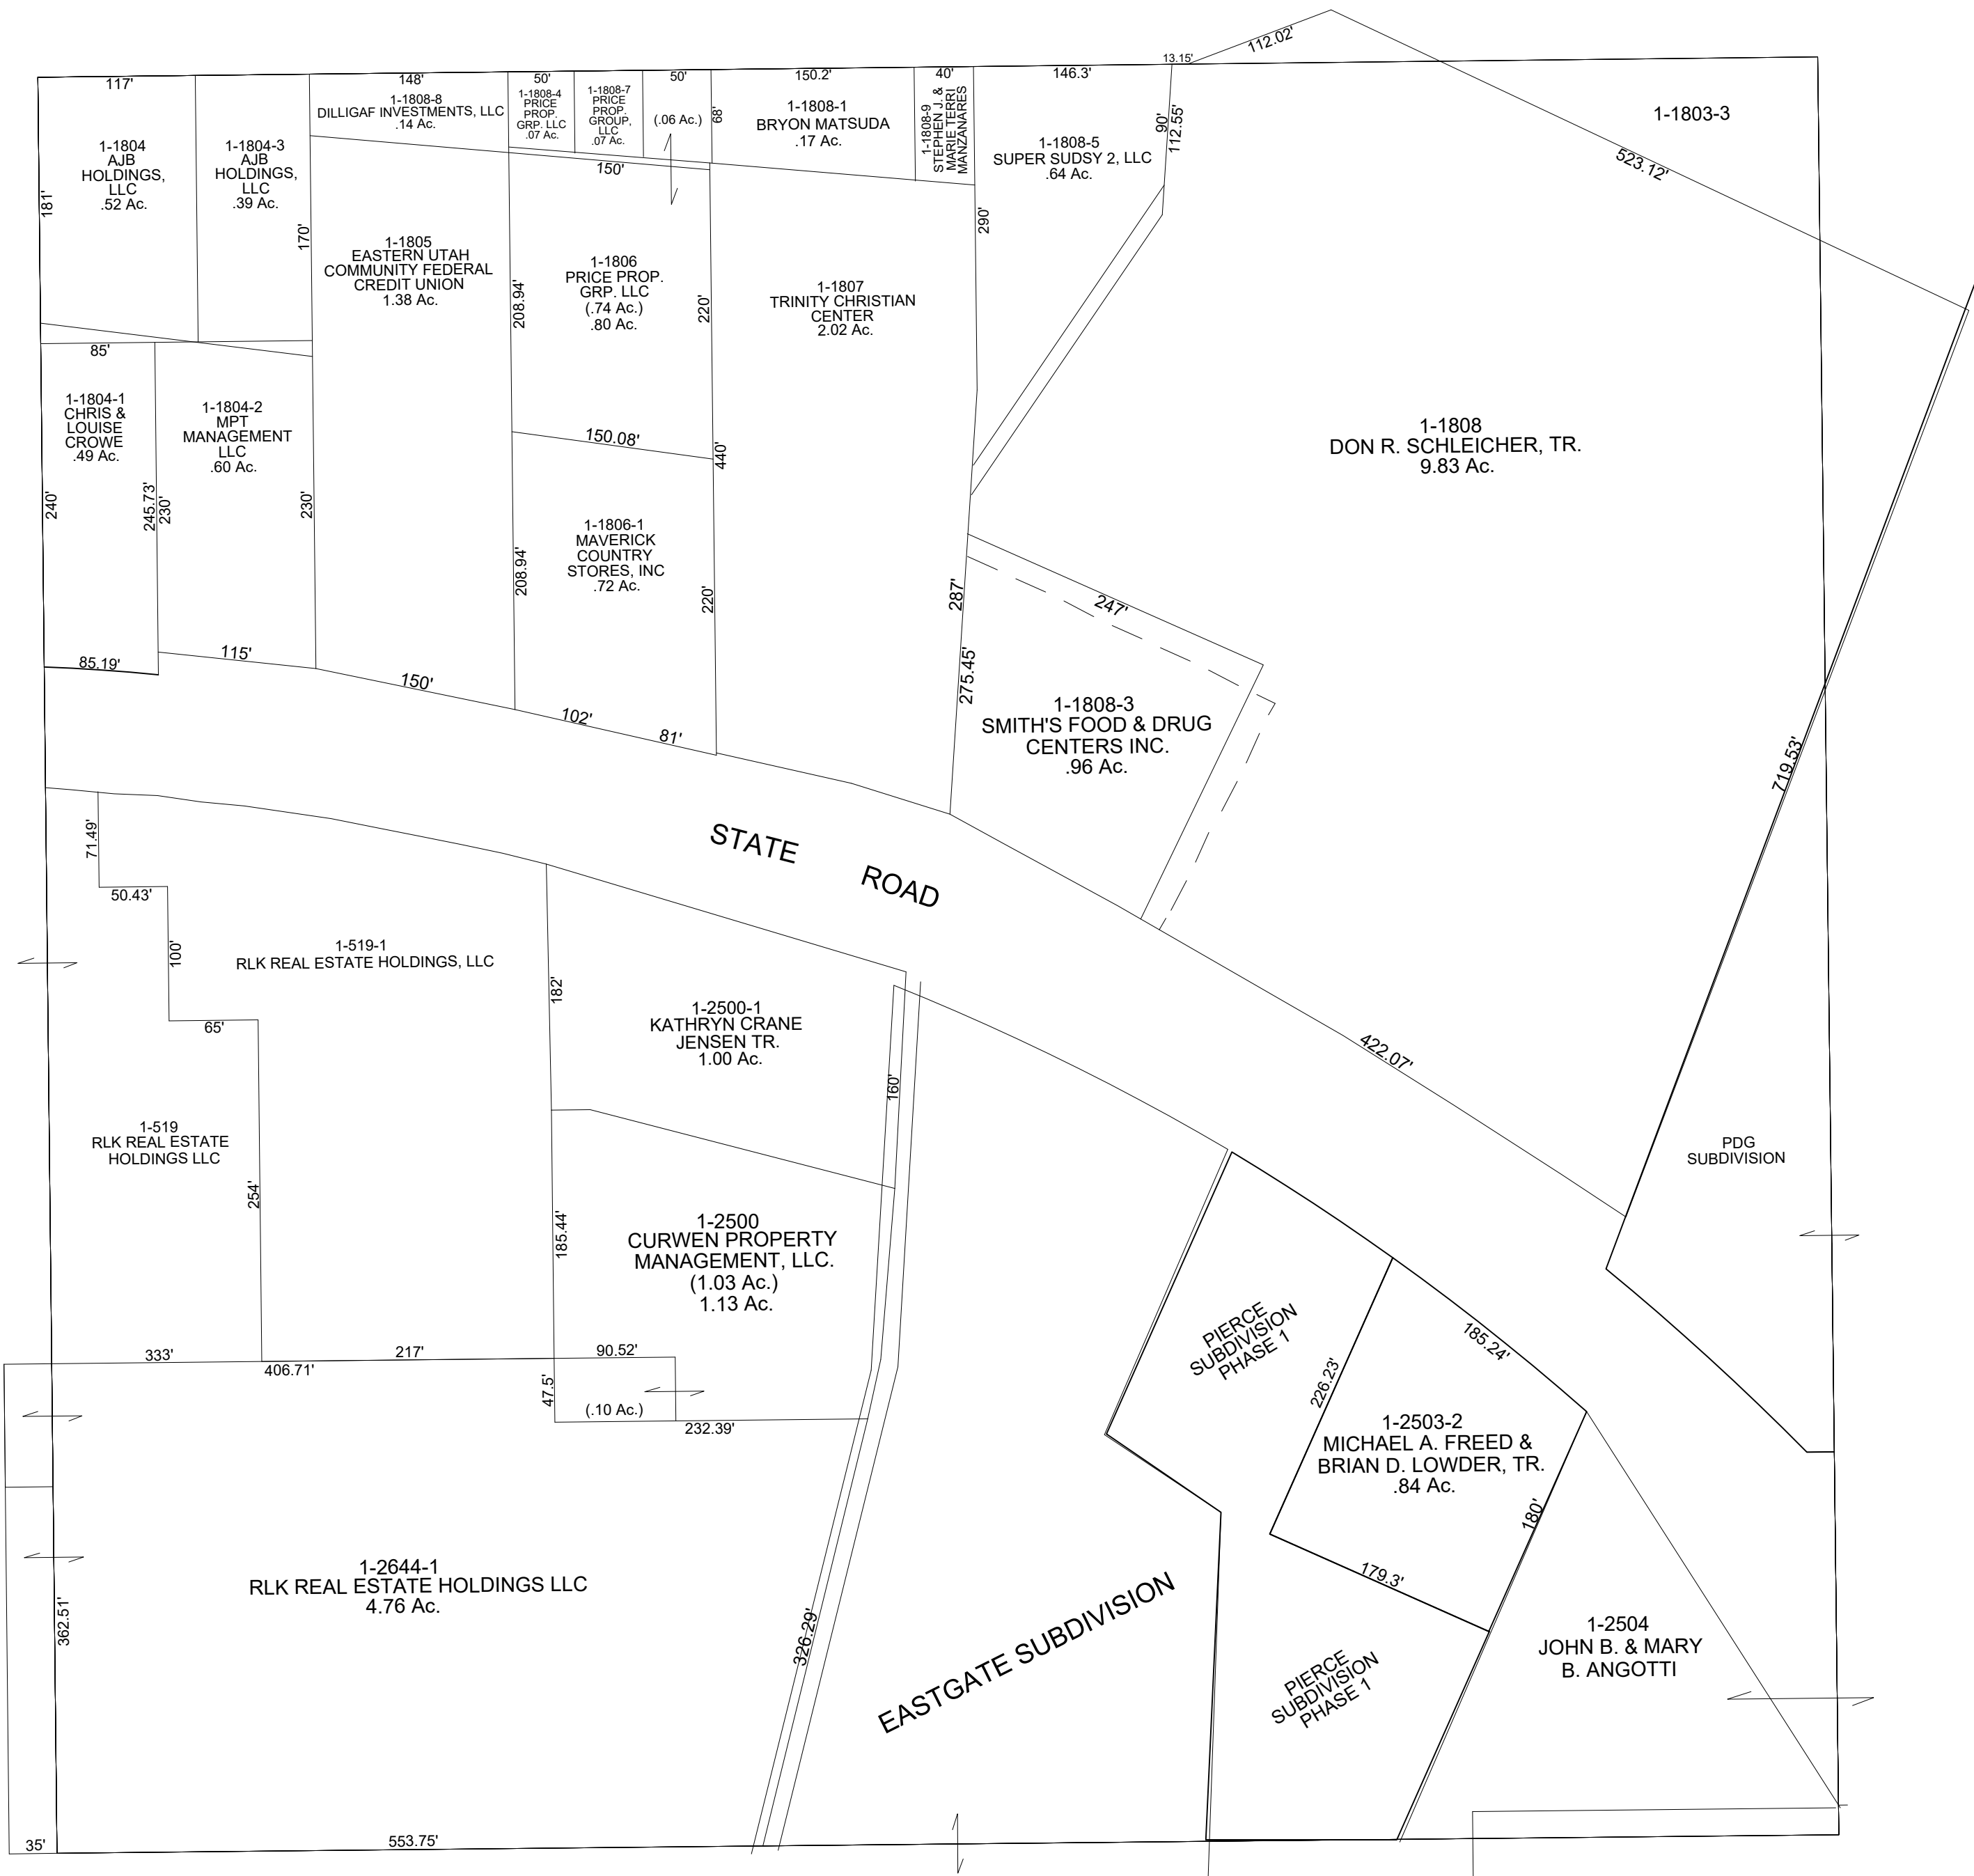 112.02'
13.15'
117'
148'
50'
50'
150.2'
40'
146.3'
1-1808-8
DILLIGAF INVESTMENTS, LLC
.14 Ac.
1-1808-4
PRICE
PROP.
GRP. LLC
.07 Ac.
1-1808-7
PRICE
PROP.
GROUP,
LLC
.07 Ac.
(.06 Ac.)
68'
1-1808-1
BRYON MATSUDA
.17 Ac.
1-1808-9
STEPHEN J. &
MARIE TERRI
MANZANARES
1-1808-5
SUPER SUDSY 2, LLC
.64 Ac.
90'
112.55'
1-1803-3
523.12'
1-1804
AJB
HOLDINGS,
LLC
.52 Ac.
1-1804-3
AJB
HOLDINGS,
LLC
.39 Ac.
181'
170'
150'
290'
1-1805
EASTERN UTAH
COMMUNITY FEDERAL
CREDIT UNION
1.38 Ac.
208.94'
1-1806
PRICE PROP.
GRP. LLC
(.74 Ac.)
.80 Ac.
220'
1-1807
TRINITY CHRISTIAN
CENTER
2.02 Ac.
85'
1-1804-1
CHRIS &
LOUISE
CROWE
.49 Ac.
1-1804-2
MPT
MANAGEMENT
LLC
.60 Ac.
240'
245.73'
230'
230'
150.08'
440'
1-1808
DON R. SCHLEICHER, TR.
9.83 Ac.
208.94'
1-1806-1
MAVERICK
COUNTRY
STORES, INC
.72 Ac.
220'
287'
247'
275.45'
85.19'
115'
150'
102'
81'
1-1808-3
SMITH'S FOOD & DRUG
CENTERS INC.
.96 Ac.
719.53'
STATE ROAD
71.49'
50.43'
100'
65'
1-519-1
RLK REAL ESTATE HOLDINGS, LLC
182'
1-2500-1
KATHRYN CRANE
JENSEN TR.
1.00 Ac.
160'
422.07'
1-519
RLK REAL ESTATE
HOLDINGS LLC
254'
185.44'
1-2500
CURWEN PROPERTY
MANAGEMENT, LLC.
(1.03 Ac.)
1.13 Ac.
PDG
SUBDIVISION
333'
217'
90.52'
406.71'
47.5'
(.10 Ac.)
232.39'
PIERCE
SUBDIVISION
PHASE 1
226.23'
185.24'
1-2503-2
MICHAEL A. FREED &
BRIAN D. LOWDER, TR.
.84 Ac.
180'
179.3'
1-2644-1
RLK REAL ESTATE HOLDINGS LLC
4.76 Ac.
362.51'
326.29'
EASTGATE SUBDIVISION
PIERCE
SUBDIVISION
PHASE 1
1-2504
JOHN B. & MARY
B. ANGOTTI
35'
553.75'